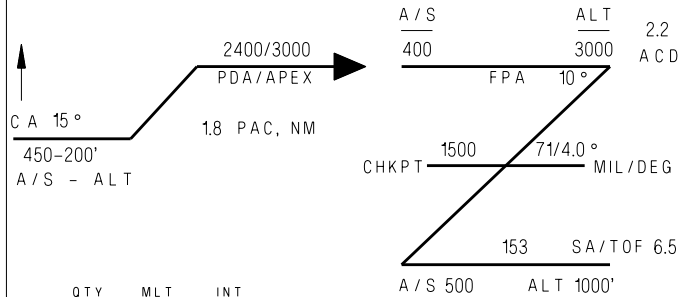 A/S ALT
400 3000 2.2
ACD
2400/3000
PDA/APEX
FPA 10°
CA 15°
1.8 PAC, NM
450-200'
A/S - ALT
CHKPT 1500 71/4.0° MIL/DEG
153 SA/TOF 6.5
A/S 500 ALT 1000'
QTY MLT INT